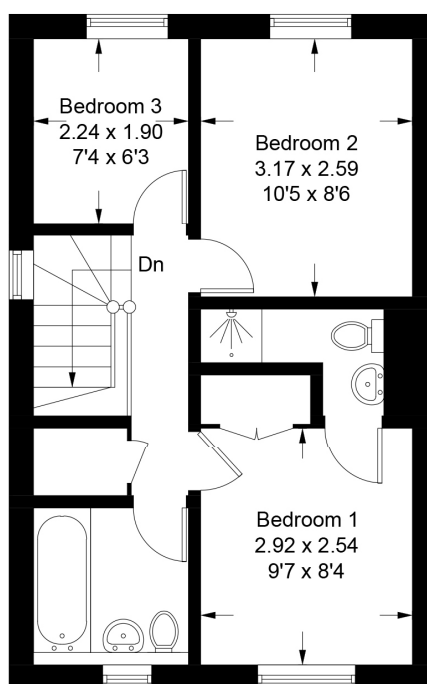 Bedroom 3
2.24 x 1.90
7'4 x 6'3
Bedroom 2
3.17 x 2.59
10'5 x 8'6
Dn
Bedroom 1
2.92 x 2.54
9'7 x 8'4